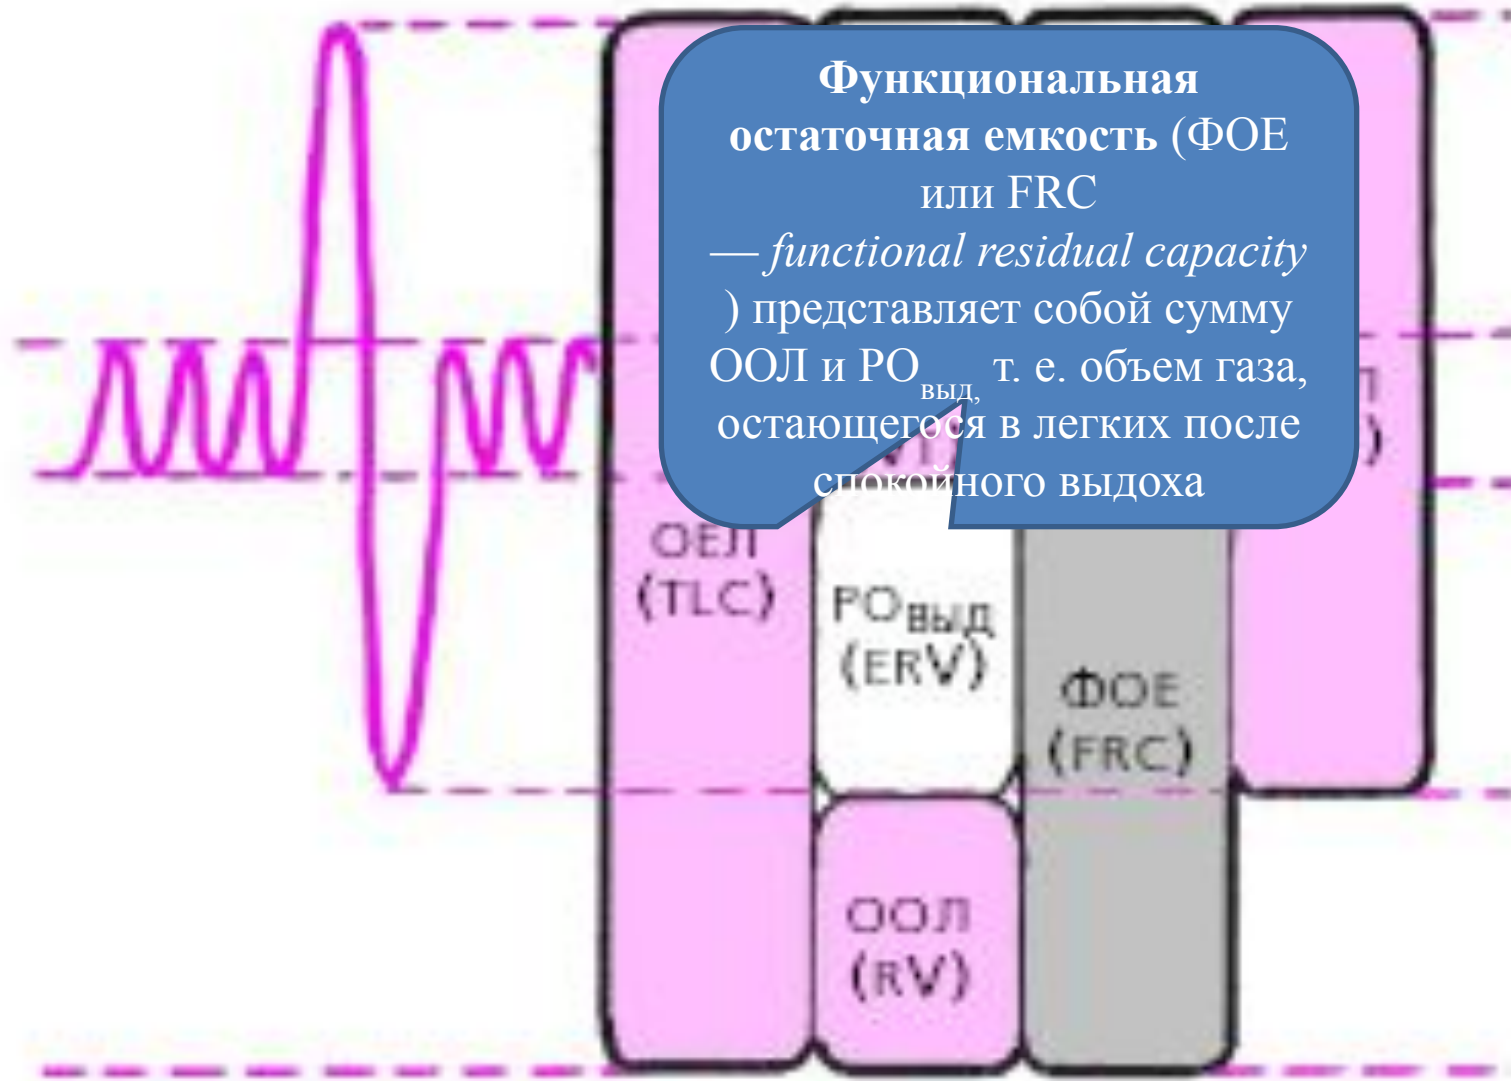 Функциональная
остаточная емкость (ФОЕ
или FRC
— functional residual capacity
) представляет собой сумму
ООЛ и РОвыд, т. е. объем газа,
остающегося в легких после
спокойного выдоха
ОЕЛ
(TLC)
РОВЫД
(ERV)
ФОЕ
(FRC)
ООЛ
(RV)